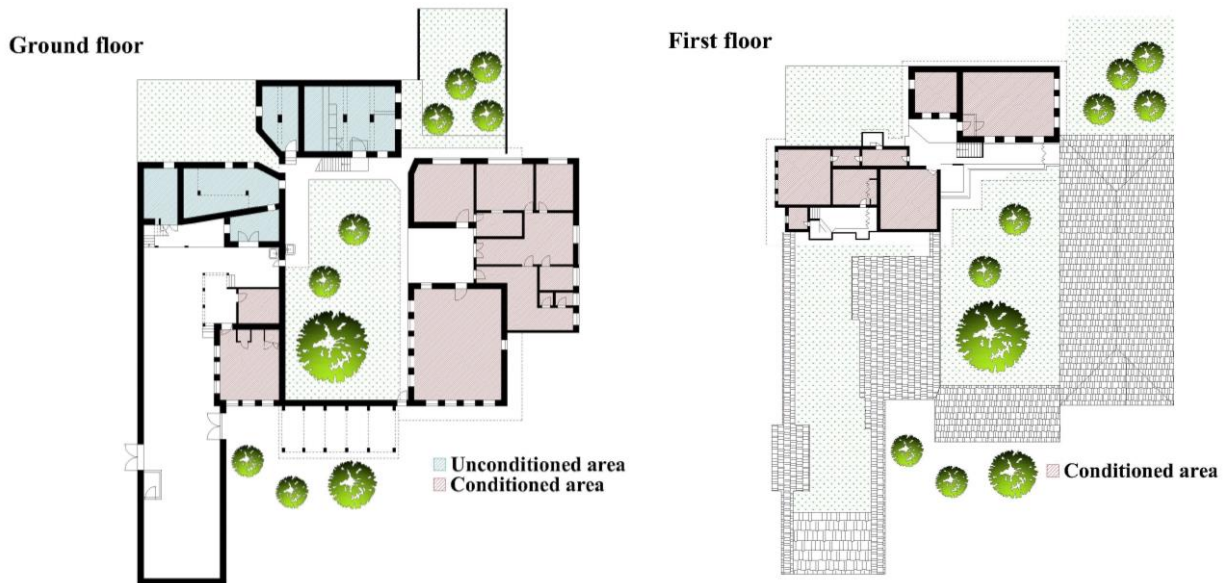 Ground floor
First floor
Unconditioned area
Conditioned area
Conditioned area